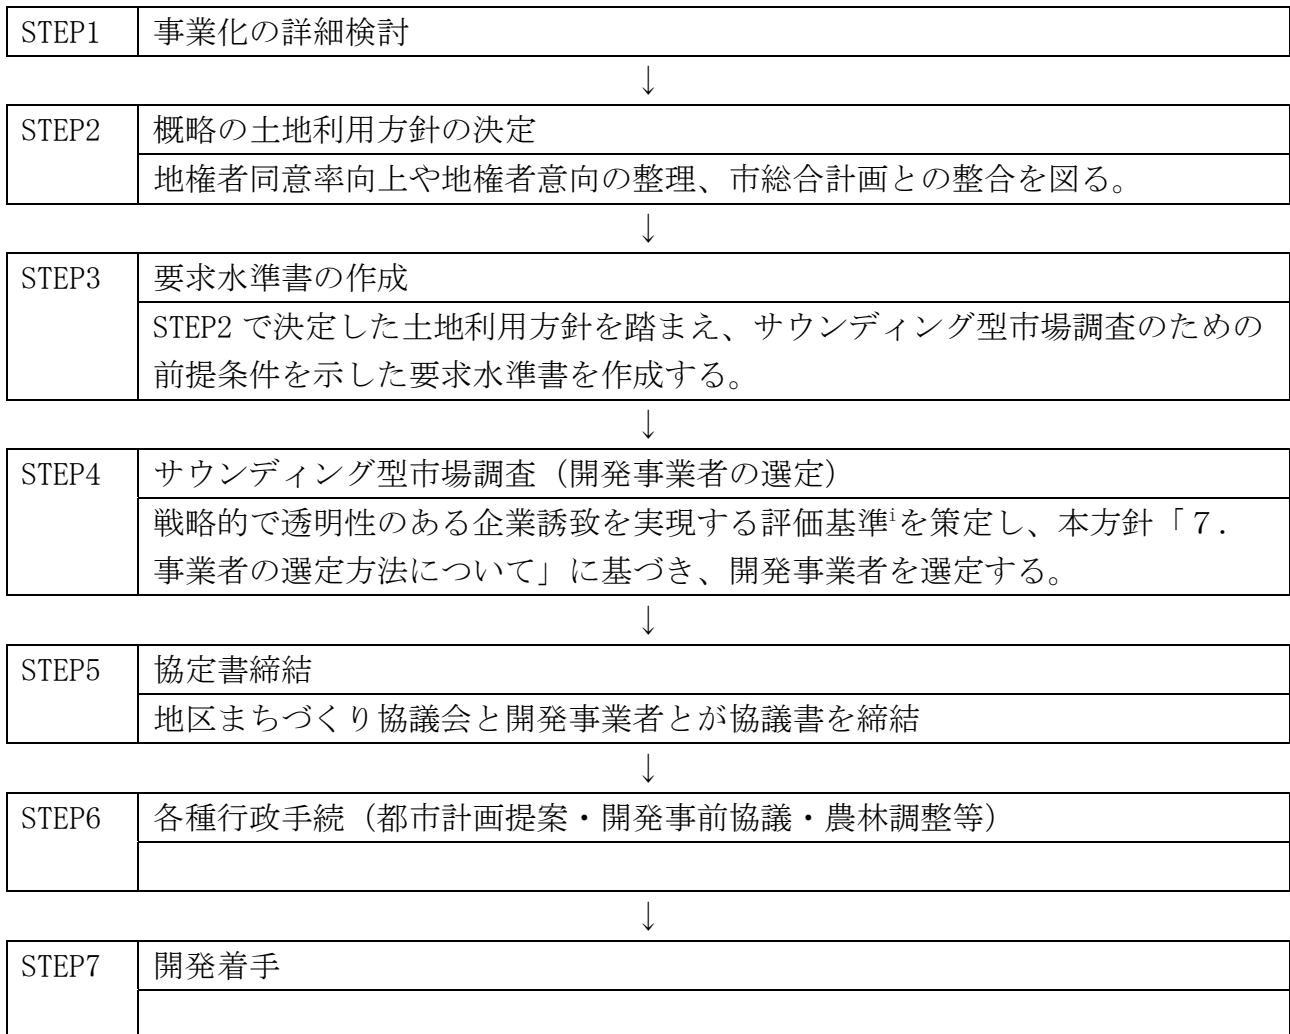 STEP1 事業化の詳細検討
↓
STEP2 概略の土地利用方針の決定
地権者同意率向上や地権者意向の整理、市総合計画との整合を図る。
↓
STEP3 要求水準書の作成
STEP2 で決定した土地利用方針を踏まえ、サウンディング型市場調査のための
前提条件を示した要求水準書を作成する。
↓
STEP4 サウンディング型市場調査（開発事業者の選定）
戦略的で透明性のある企業誘致を実現する評価基準ⁱを策定し、本方針「７．
事業者の選定方法について」に基づき、開発事業者を選定する。
↓
STEP5 協定書締結
地区まちづくり協議会と開発事業者とが協議書を締結
↓
STEP6 各種行政手続（都市計画提案・開発事前協議・農林調整等）
↓
STEP7 開発着手